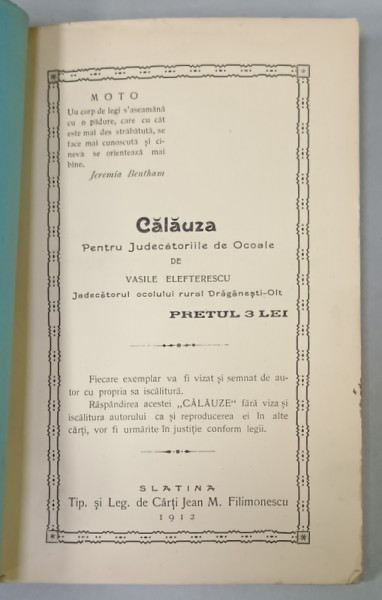 MOTO
Un corp de legi s'aseamănă
cu o pădure, care cu cât
este mai des străbătută, se
face mai cunoscută și ci-
neva se orientează mai
bine.
Jeremia Bentham
Călăuza
Pentru Judecătoriile de Ocoale
DE
VASILE ELEFTERESCU
Jadecătorul ocolului rural Drăgănești-Olt
PRETUL 3 LEI
Fiecare exemplar va fi vizat și semnat de au-
tor cu propria sa iscălitură.
Răspândirea acestei „CĂLĂUZE" fără viza și
iscălitura autorului ca și reproducerea ei în alte
cărți, vor fi urmărite în justiție conform legii.
SLATINA
Tip. și Leg. de Cărți Jean M. Filimonescu
1912